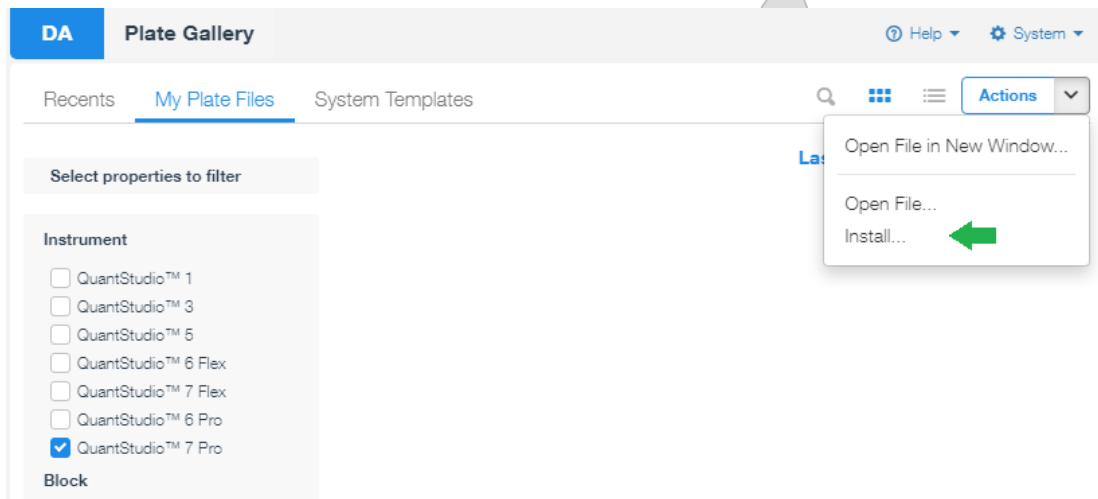 DA Plate Gallery Help System
Recents My Plate Files System Templates Actions
Open File in New Window...
Las
Select properties to filter
Open File...
Install...
Instrument
QuantStudio™ 1
QuantStudio™ 3
QuantStudio™ 5
QuantStudio™ 6 Flex
QuantStudio™ 7 Flex
QuantStudio™ 6 Pro
QuantStudio™ 7 Pro
Block